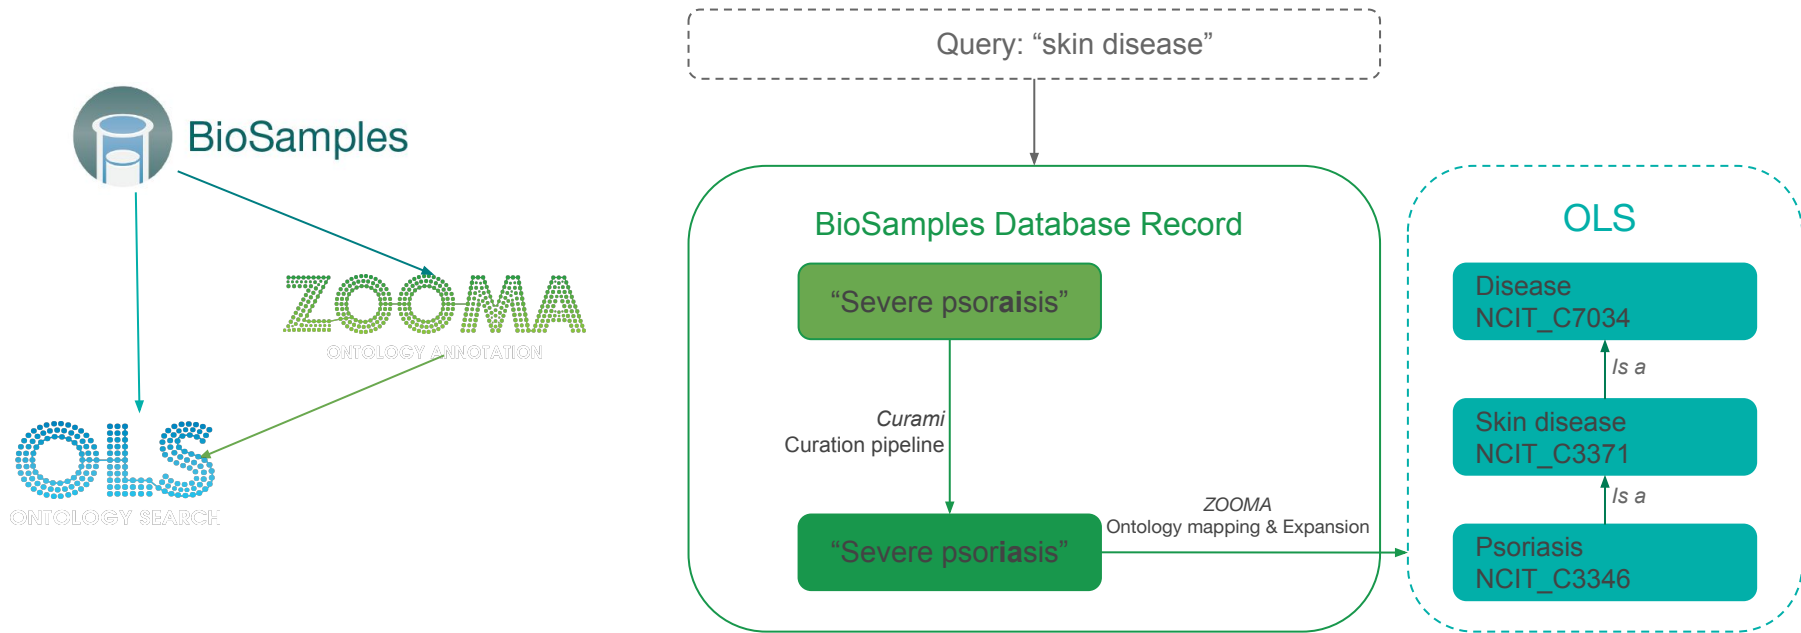 BioSamples
ZOOMA
ONTOLOGY ANNOTATION
OLS
ONTOLOGY SEARCH
Query: “skin disease”
BioSamples Database Record
“Severe psoraisis”
Curami
Curation pipeline
“Severe psoriasis”
ZOOMA
Ontology mapping & Expansion
OLS
Disease
NCIT_C7034
Is a
Skin disease
NCIT_C3371
Is a
Psoriasis
NCIT_C3346